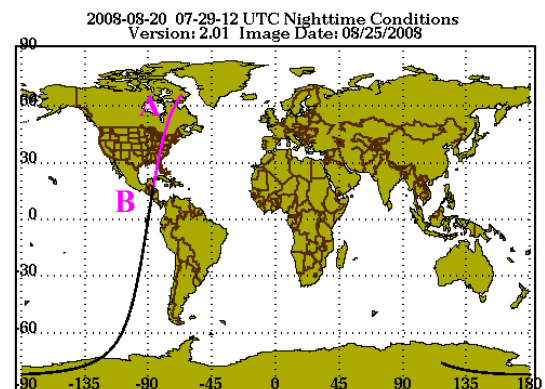 2008-08-20 07-29-12 UTC Nighttime Conditions
Version: 2.01 Image Date: 08/25/2008
90
60
A
30
B
0
-30
-60
-90 -135 -90 -45 0 45 90 135 180